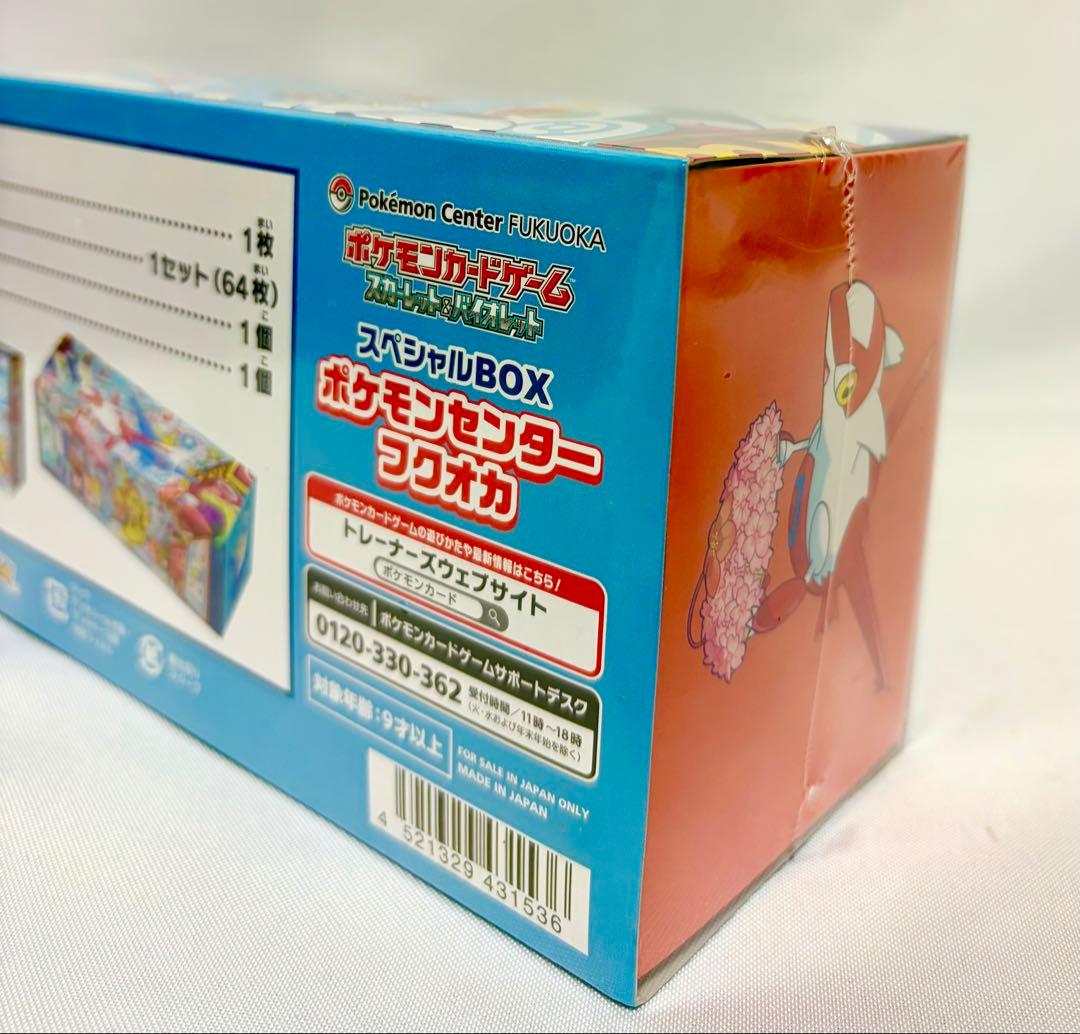 まい
1枚
まい
1セット(64枚)
こ
1個
こ
1個
Pokémon Center FUKUOKA
ポケモンカードゲーム
スカーレット&バイオレット
スペシャルBOX
ポケモンセンター
フクオカ
ポケモンカードゲームの遊びかたや最新情報はこちら!
トレーナーズウェブサイト
ポケモンカード
お問い合わせ先
ポケモンカードゲームサポートデスク
0120-330-362
受付時間/11時~18時
(火・水および年末年始を除く)
対象年齢:9才以上
FOR SALE IN JAPAN ONLY
MADE IN JAPAN
4 521329 431536